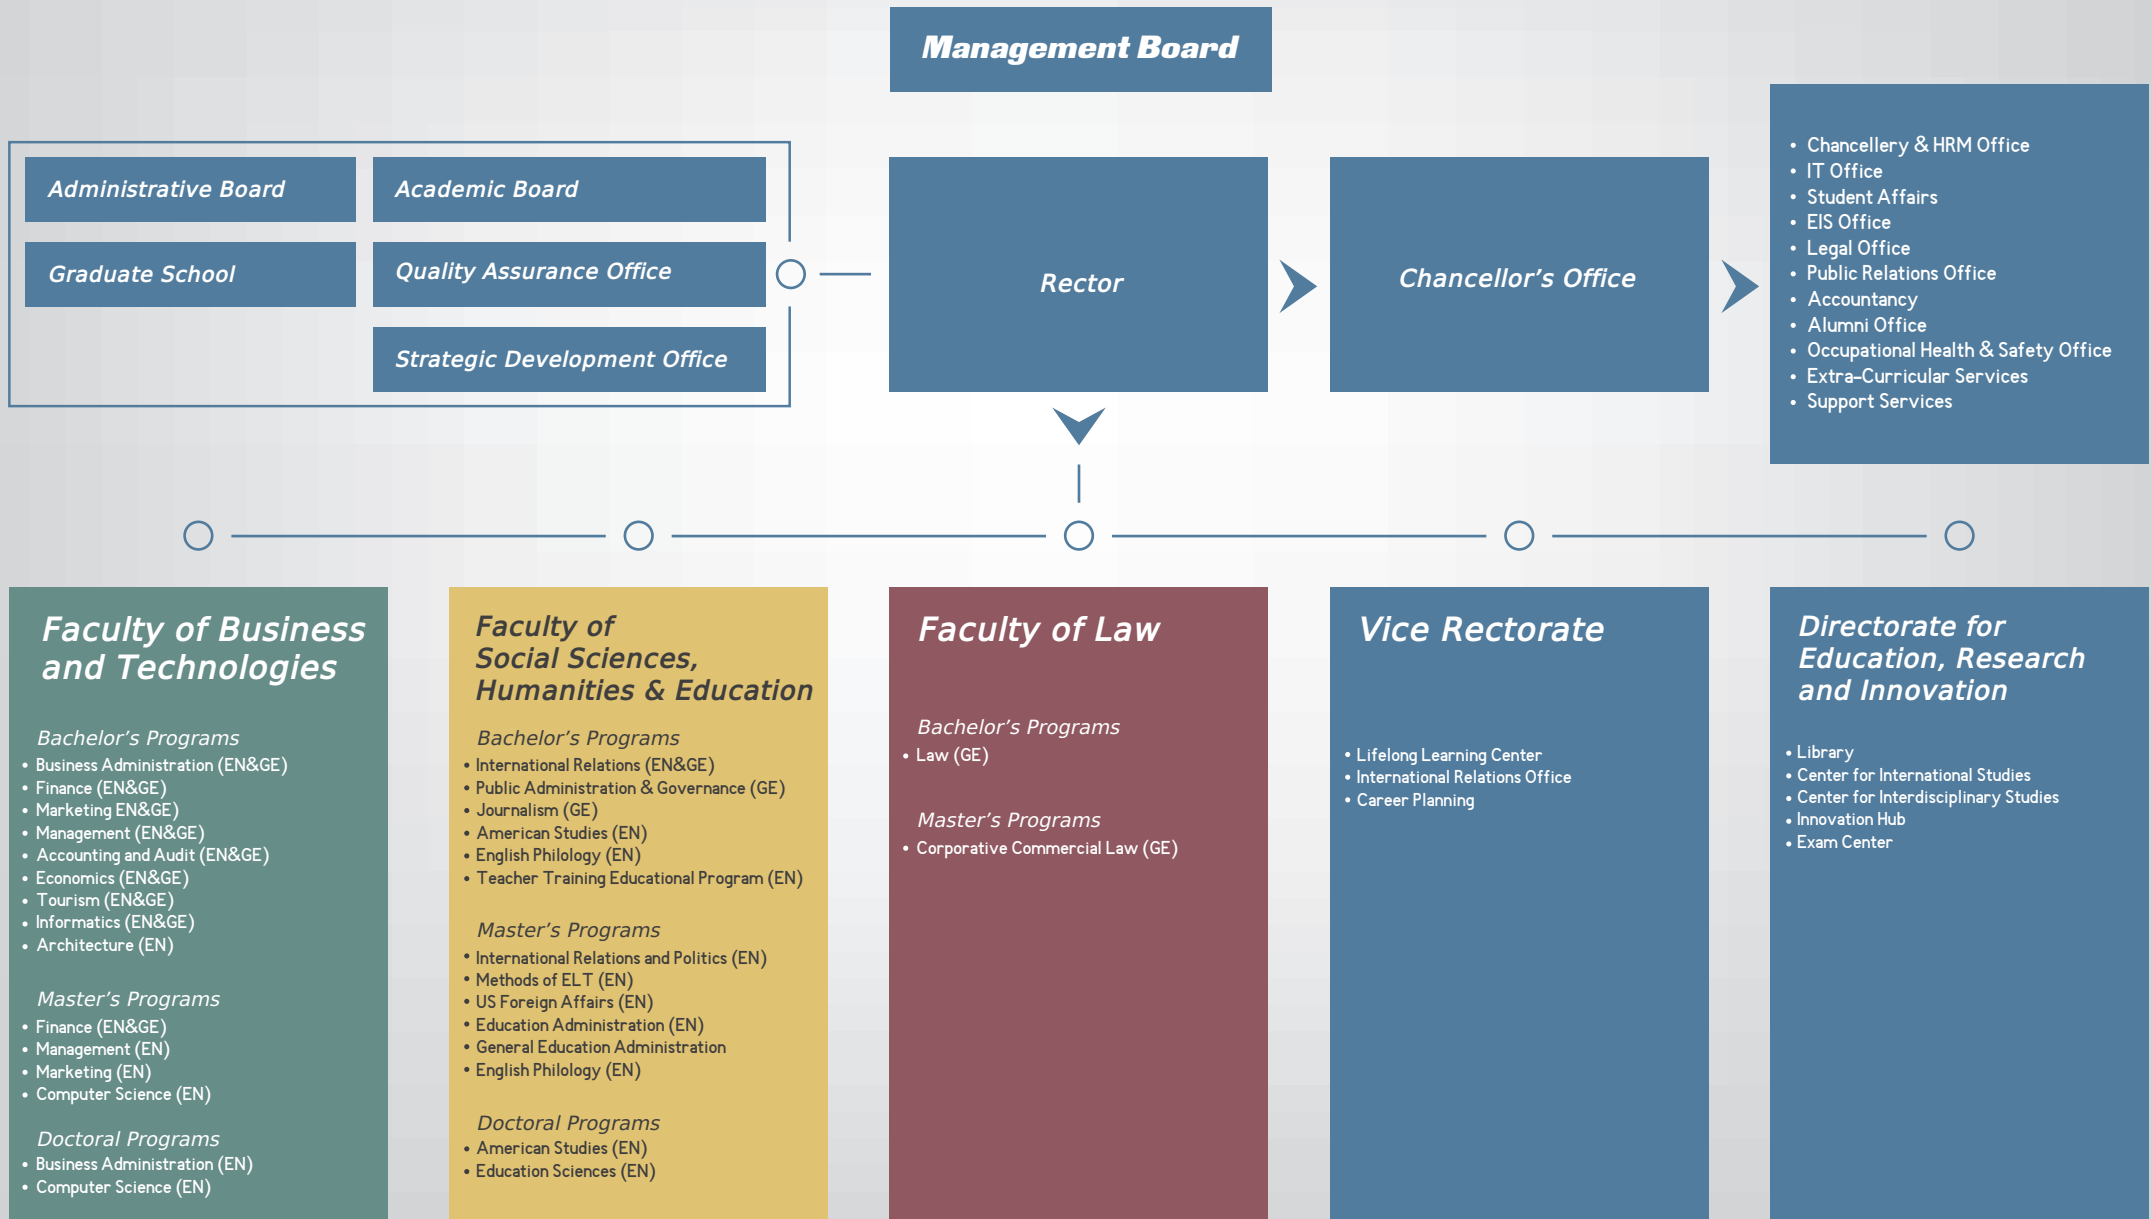 Management Board
Administrative Board
Academic Board
Graduate School
Quality Assurance Office
Strategic Development Office
Rector
Chancellor’s Office
• Chancellery & HRM Office
• IT Office
• Student Affairs
• EIS Office
• Legal Office
• Public Relations Office
• Accountancy
• Alumni Office
• Occupational Health & Safety Office
• Extra-Curricular Services
• Support Services
Faculty of Business
and Technologies
Bachelor’s Programs
• Business Administration (EN&GE)
• Finance (EN&GE)
• Marketing EN&GE)
• Management (EN&GE)
• Accounting and Audit (EN&GE)
• Economics (EN&GE)
• Tourism (EN&GE)
• Informatics (EN&GE)
• Architecture (EN)
Master’s Programs
• Finance (EN&GE)
• Management (EN)
• Marketing (EN)
• Computer Science (EN)
Doctoral Programs
• Business Administration (EN)
• Computer Science (EN)
Faculty of
Social Sciences,
Humanities & Education
Bachelor’s Programs
• International Relations (EN&GE)
• Public Administration & Governance (GE)
• Journalism (GE)
• American Studies (EN)
• English Philology (EN)
• Teacher Training Educational Program (EN)
Master’s Programs
• International Relations and Politics (EN)
• Methods of ELT (EN)
• US Foreign Affairs (EN)
• Education Administration (EN)
• General Education Administration
• English Philology (EN)
Doctoral Programs
• American Studies (EN)
• Education Sciences (EN)
Faculty of Law
Bachelor’s Programs
• Law (GE)
Master’s Programs
• Corporative Commercial Law (GE)
Vice Rectorate
• Lifelong Learning Center
• International Relations Office
• Career Planning
Directorate for
Education, Research
and Innovation
• Library
• Center for International Studies
• Center for Interdisciplinary Studies
• Innovation Hub
• Exam Center